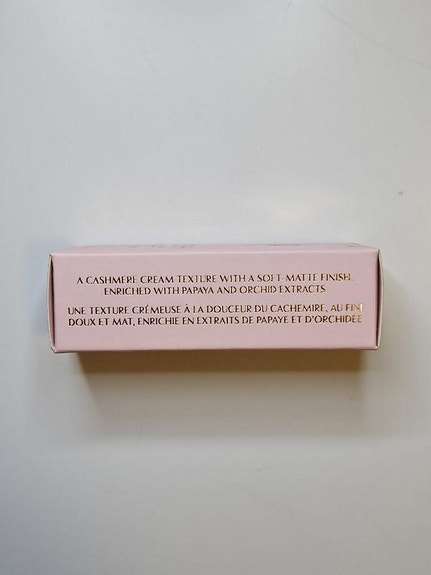 A CASHMERE CREAM TEXTURE WITH A SOFT-MATTE FINISH,
ENRICHED WITH PAPAYA AND ORCHID EXTRACTS
UNE TEXTURE CRÉMEUSE À LA DOUCEUR DU CACHEMIRE, AU FINI
DOUX ET MAT, ENRICHIE EN EXTRAITS DE PAPAYE ET D'ORCHIDÉE